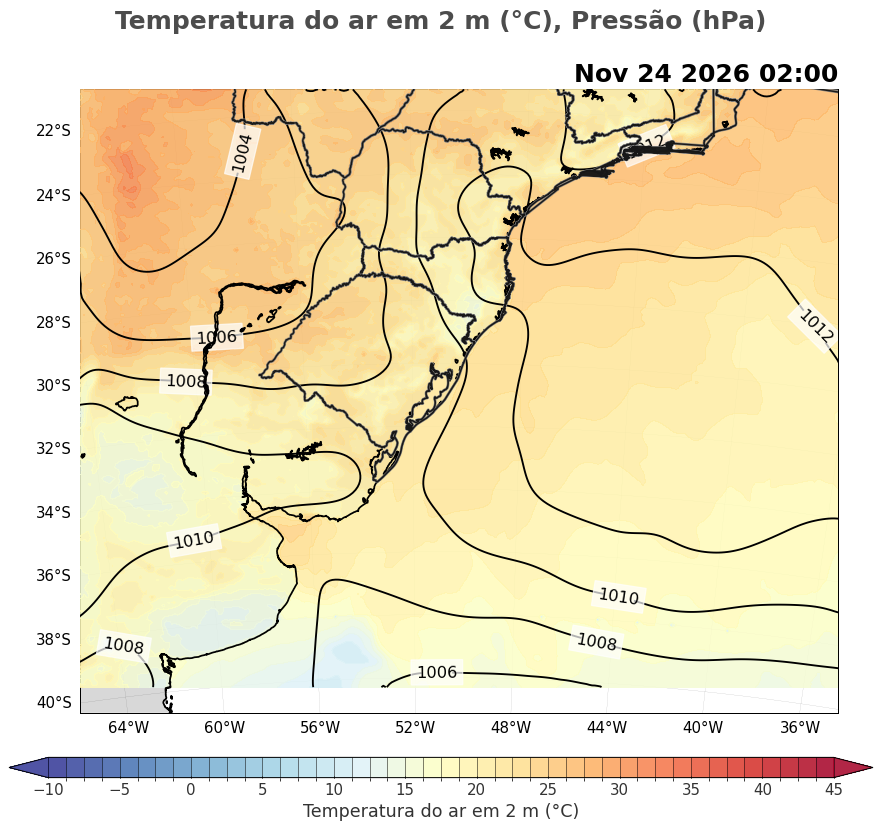 Temperatura do ar em 2 m (°C), Pressão (hPa)
Nov 24 2026 02:00
22°S
24°S
26°S
28°S
30°S
32°S
34°S
36°S
38°S
40°S
1004
1006
1008
1010
1008
1012
1010
1008
1006
64°W 60°W 56°W 52°W 48°W 44°W 40°W 36°W
−10 −5 0 5 10 15 20 25 30 35 40 45
Temperatura do ar em 2 m (°C)